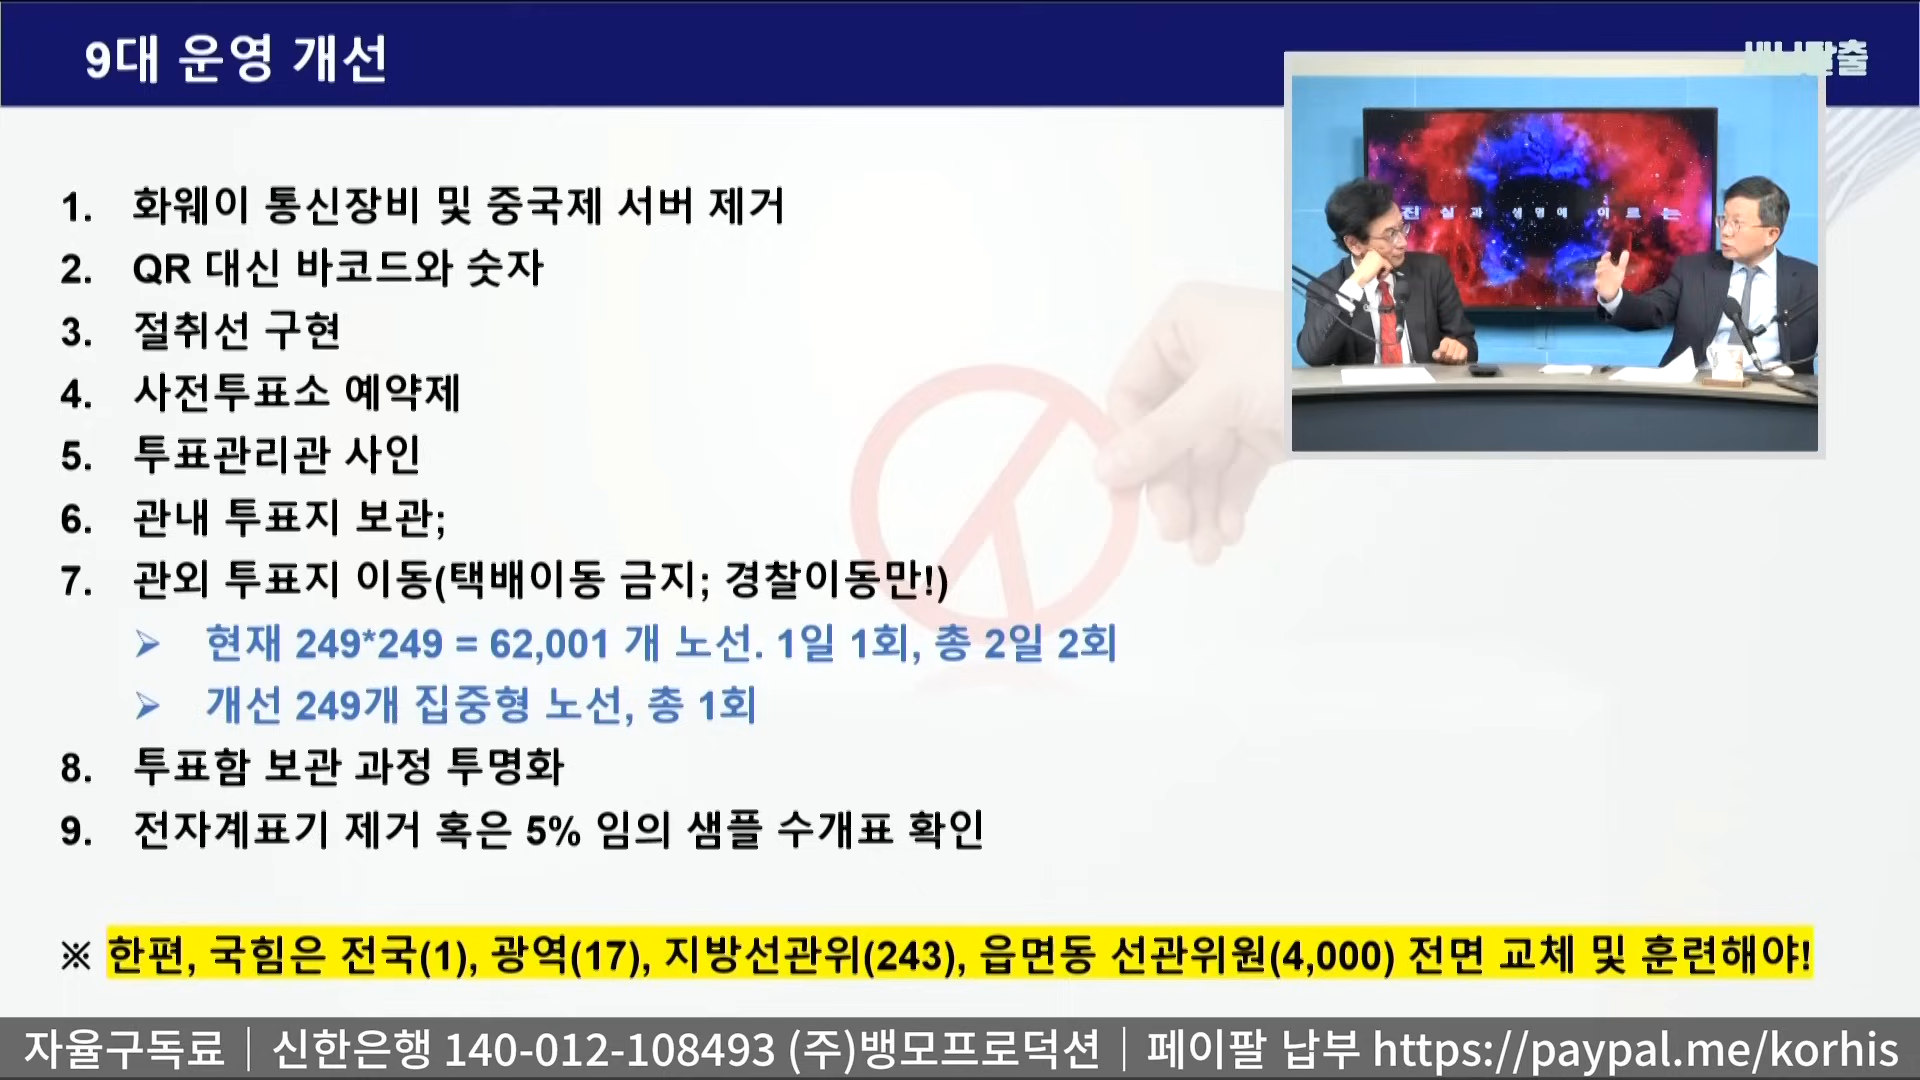 9대 운영 개선
진 실 과 생 명 에 이 르 는
1. 화웨이 통신장비 및 중국제 서버 제거
2. QR 대신 바코드와 숫자
3. 절취선 구현
4. 사전투표소 예약제
5. 투표관리관 사인
6. 관내 투표지 보관;
7. 관외 투표지 이동(택배이동 금지; 경찰이동만!)
➢ 현재 249*249 = 62,001 개 노선. 1일 1회, 총 2일 2회
➢ 개선 249개 집중형 노선, 총 1회
8. 투표함 보관 과정 투명화
9. 전자계표기 제거 혹은 5% 임의 샘플 수개표 확인
※ 한편, 국힘은 전국(1), 광역(17), 지방선관위(243), 읍면동 선관위원(4,000) 전면 교체 및 훈련해야!
자율구독료｜신한은행 140-012-108493 (주)뱅모프로덕션｜페이팔 납부 https://paypal.me/korhis